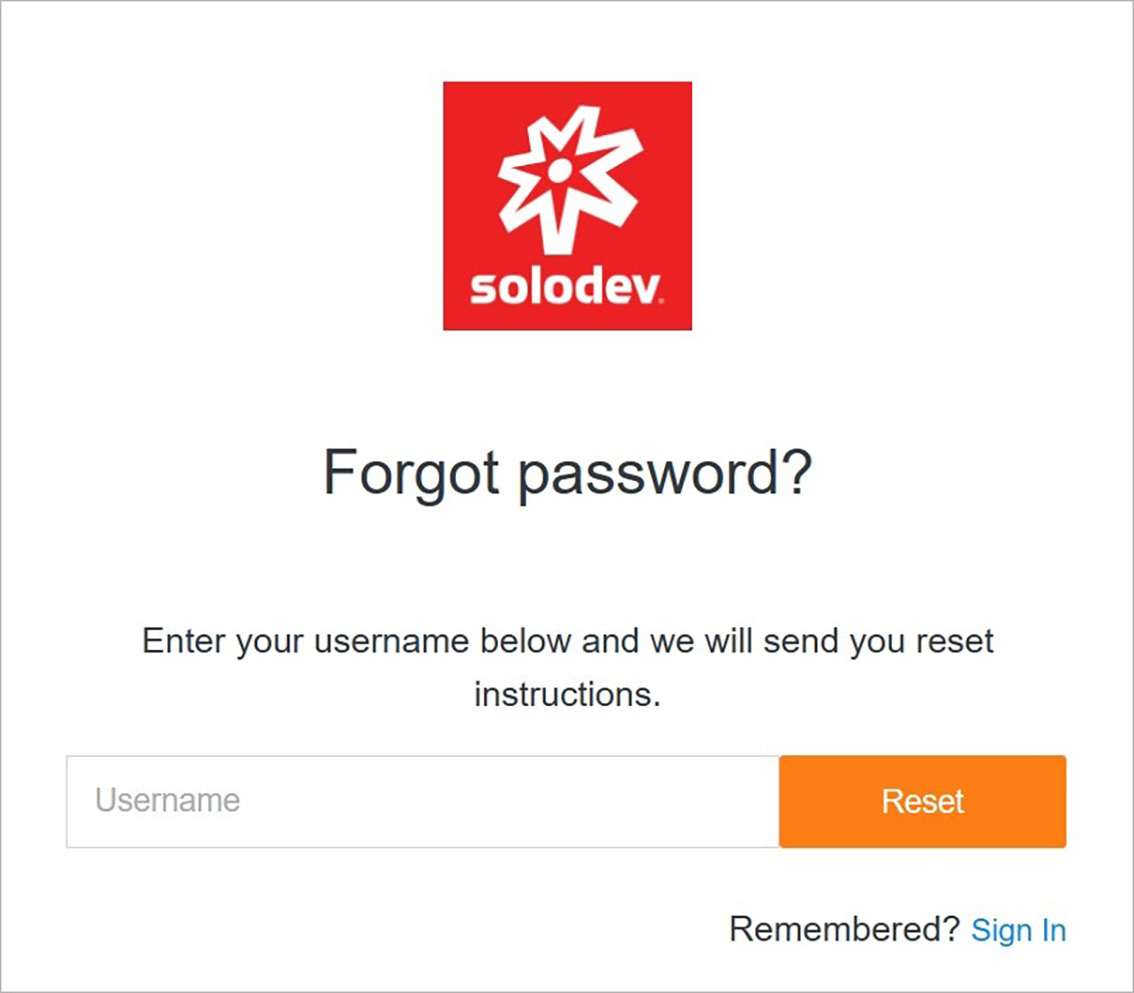 solodev
Forgot password?
Enter your username below and we will send you reset
instructions.
Username
Reset
Remembered? Sign In